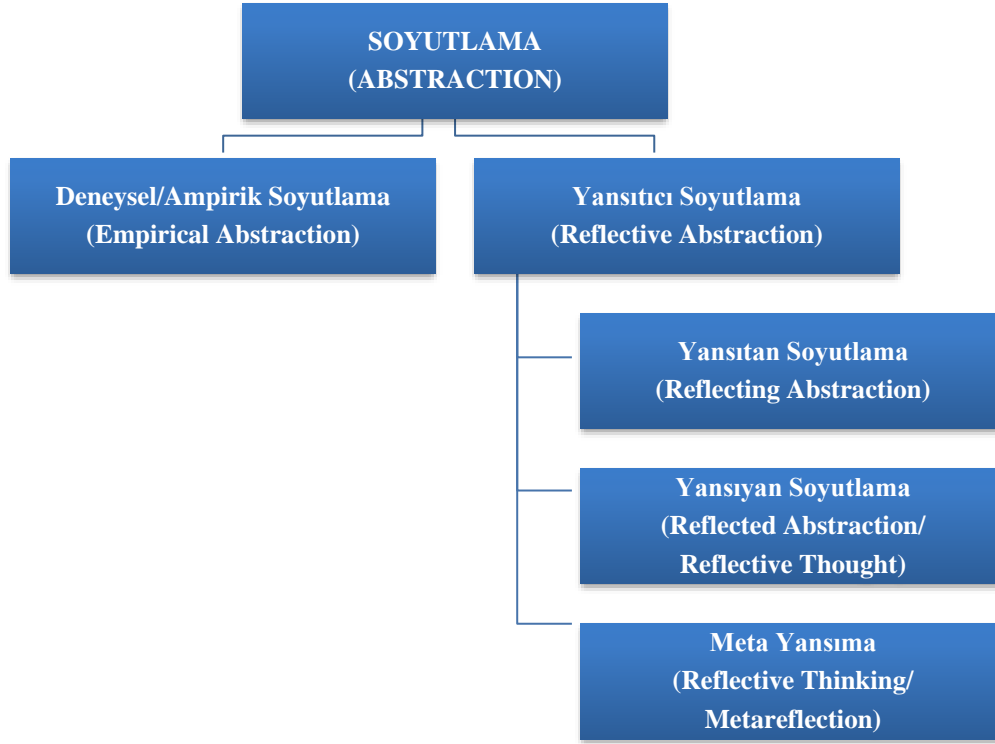 SOYUTLAMA
(ABSTRACTION)
Deneysel/Ampirik Soyutlama
(Empirical Abstraction)
Yansıtıcı Soyutlama
(Reflective Abstraction)
Yansıtan Soyutlama
(Reflecting Abstraction)
Yansıyan Soyutlama
(Reflected Abstraction/
Reflective Thought)
Meta Yansıma
(Reflective Thinking/
Metareflection)